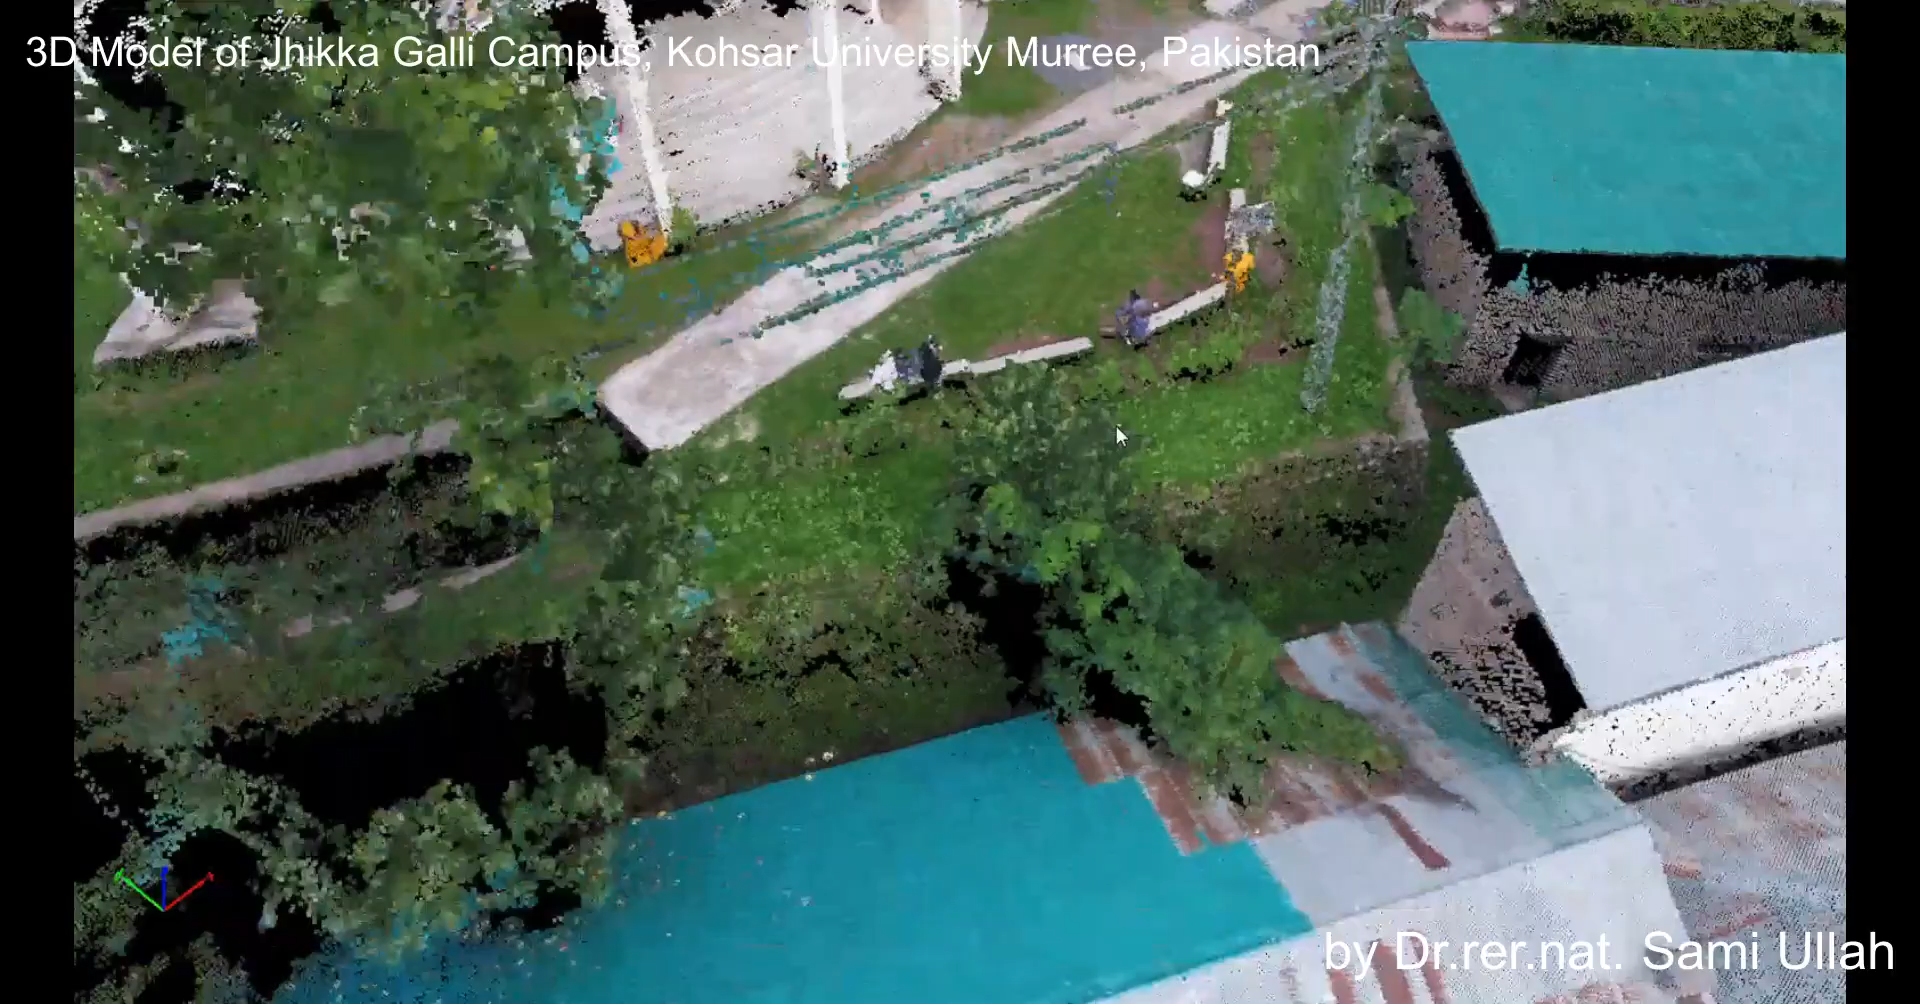 3D Model of Jhikka Galli Campus, Kohsar University Murree, Pakistan
by Dr.rer.nat. Sami Ullah